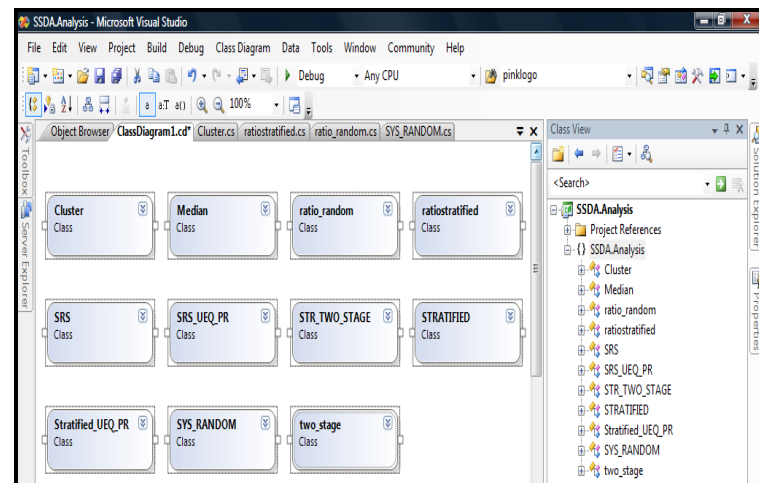 SSDA.Analysis - Microsoft Visual Studio
File Edit View Project Build Debug Class Diagram Data Tools Window Community Help
Debug Any CPU pinklogo
a a:T a() 100%
Object Browser ClassDiagram1.cd* Cluster.cs ratiostratified.cs ratio_random.cs SYS_RANDOM.cs
Class View
Toolbox
Server Explorer
Solution Explorer
Properties
<Search>
Cluster
Class
Median
Class
ratio_random
Class
ratiostratified
Class
SRS
Class
SRS_UEQ_PR
Class
STR_TWO_STAGE
Class
STRATIFIED
Class
Stratified_UEQ_PR
Class
SYS_RANDOM
Class
two_stage
Class
SSDA.Analysis
Project References
{} SSDA.Analysis
Cluster
Median
ratio_random
ratiostratified
SRS
SRS_UEQ_PR
STR_TWO_STAGE
STRATIFIED
Stratified_UEQ_PR
SYS_RANDOM
two_stage